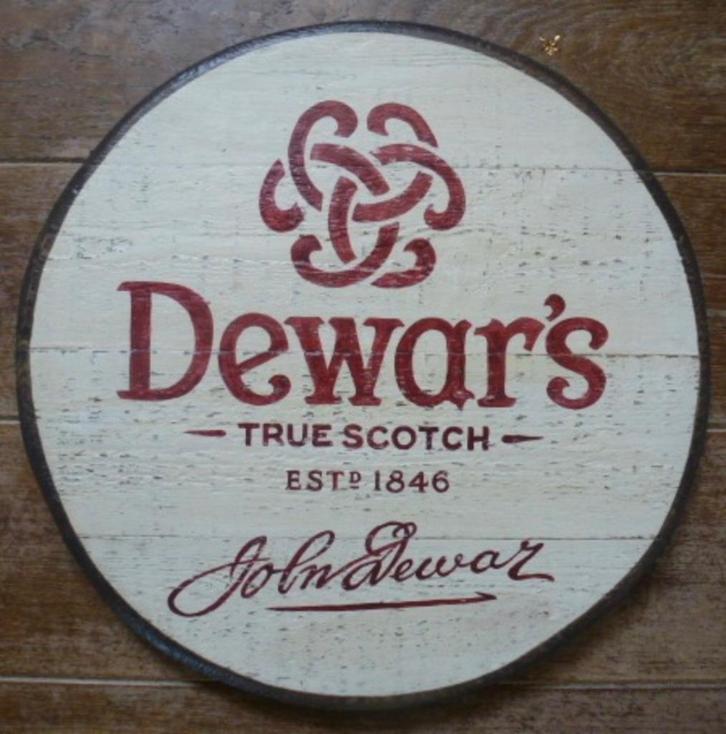 Dewar's
TRUE SCOTCH
ESTD 1846
John Dewar